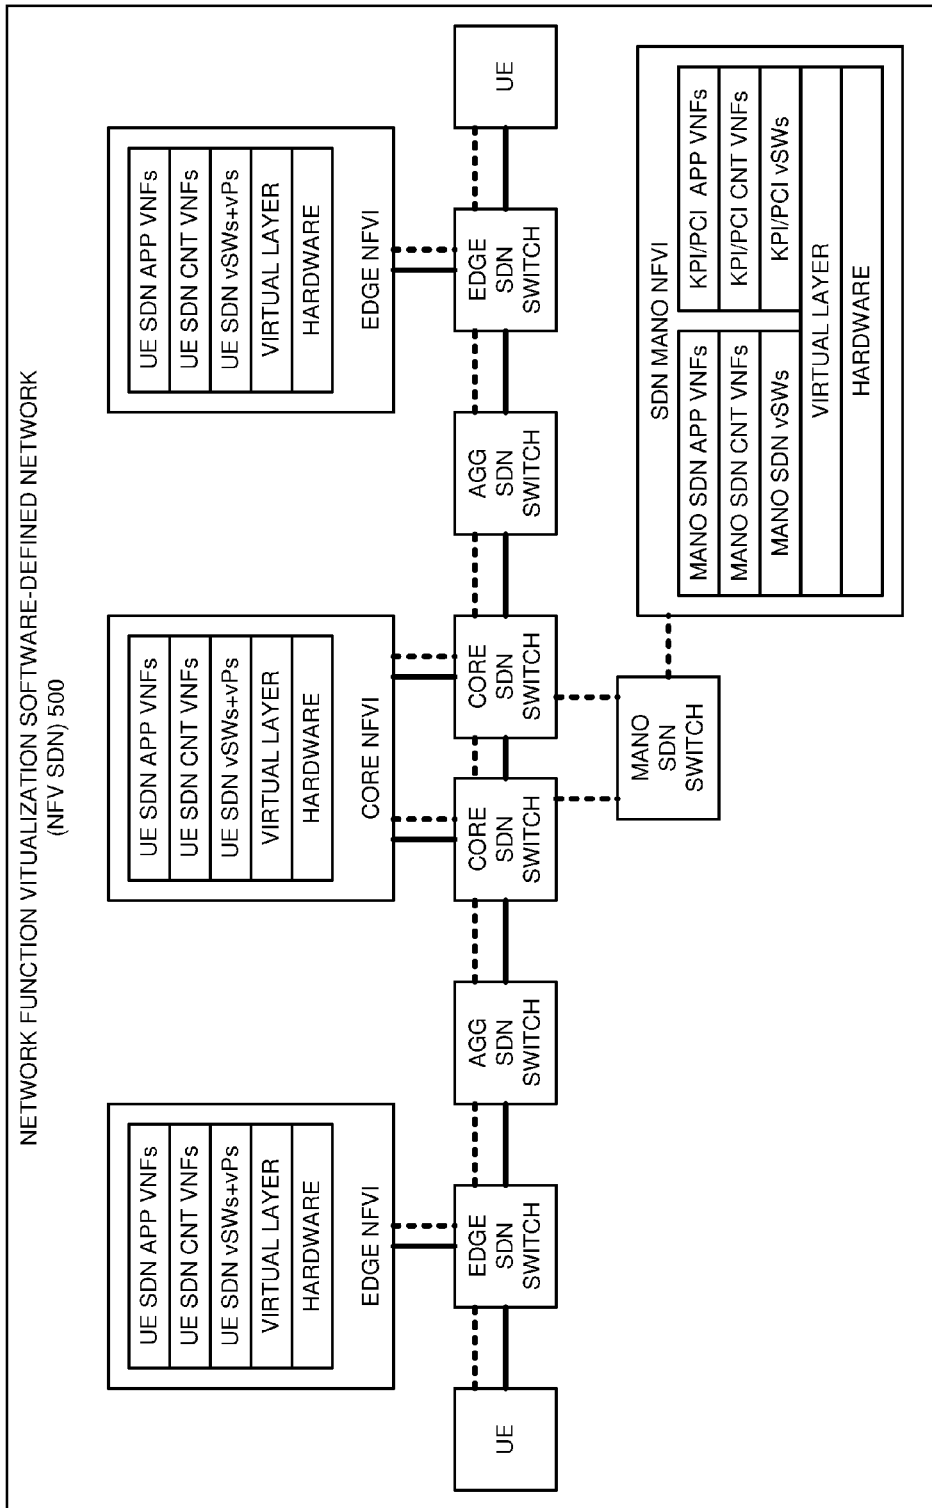 NETWORK FUNCTION VITUALIZATION SOFTWARE-DEFINED NETWORK
(NFV SDN) 500
UE SDN APP VNFs
UE SDN CNT VNFs
UE SDN vSWs+vPs
VIRTUAL LAYER
HARDWARE
EDGE NFVI
UE SDN APP VNFs
UE SDN CNT VNFs
UE SDN vSWs+vPs
VIRTUAL LAYER
HARDWARE
CORE NFVI
UE SDN APP VNFs
UE SDN CNT VNFs
UE SDN vSWs+vPs
VIRTUAL LAYER
HARDWARE
EDGE NFVI
UE
EDGE
SDN
SWITCH
AGG
SDN
SWITCH
CORE
SDN
SWITCH
CORE
SDN
SWITCH
AGG
SDN
SWITCH
EDGE
SDN
SWITCH
UE
MANO
SDN
SWITCH
SDN MANO NFVI
MANO SDN APP VNFs
MANO SDN CNT VNFs
MANO SDN vSWs
KPI/PCI APP VNFs
KPI/PCI CNT VNFs
KPI/PCI vSWs
VIRTUAL LAYER
HARDWARE